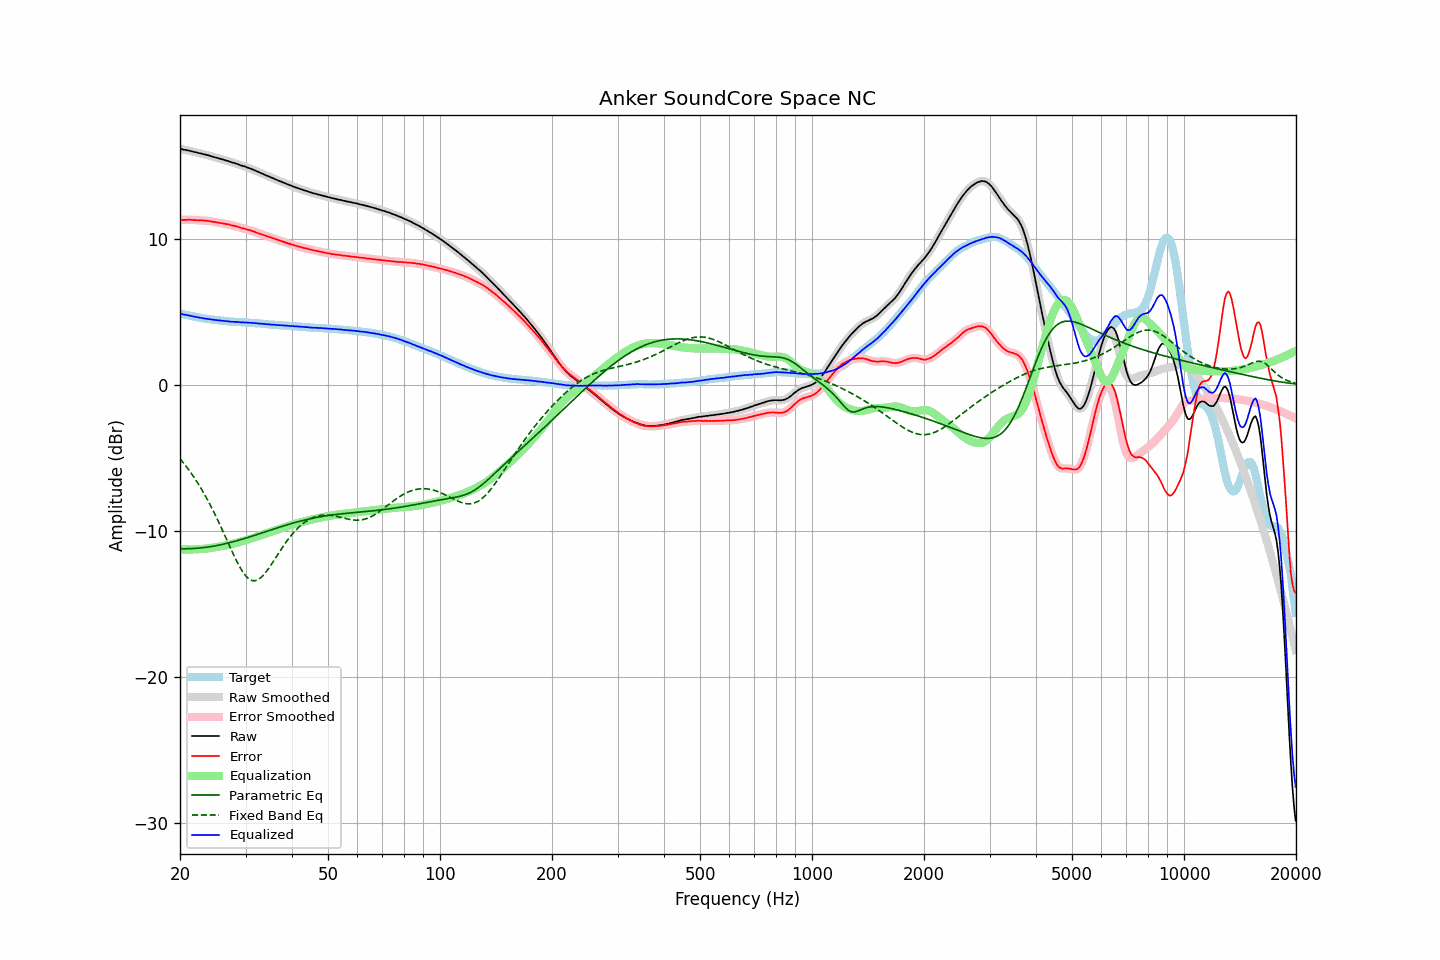 Anker SoundCore Space NC
Amplitude (dBr)
10
0
−10
−20
−30
Target
Raw Smoothed
Error Smoothed
Raw
Error
Equalization
Parametric Eq
Fixed Band Eq
Equalized
20 50 100 200 500 1000 2000 5000 10000 20000
Frequency (Hz)